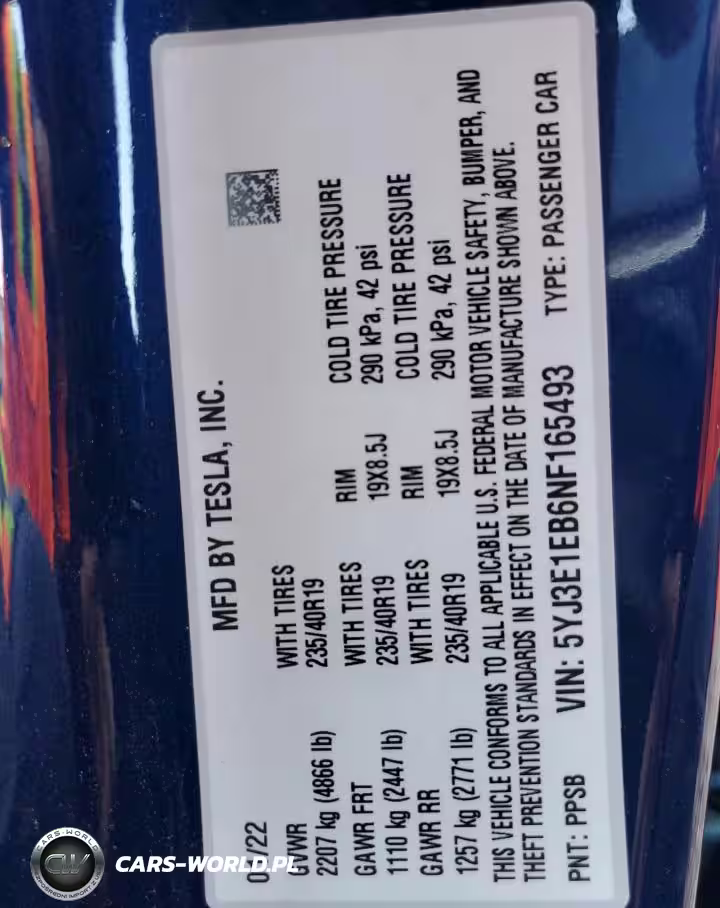 MFD BY TESLA, INC.
GVWR WITH TIRES
2207 kg (4866 lb) 235/40R19
GAWR FRT WITH TIRES RIM COLD TIRE PRESSURE
1110 kg (2447 lb) 235/40R19 19X8.5J 290 kPa, 42 psi
GAWR RR WITH TIRES RIM COLD TIRE PRESSURE
1257 kg (2771 lb) 235/40R19 19X8.5J 290 kPa, 42 psi
THIS VEHICLE CONFORMS TO ALL APPLICABLE U.S. FEDERAL MOTOR VEHICLE SAFETY, BUMPER, AND
THEFT PREVENTION STANDARDS IN EFFECT ON THE DATE OF MANUFACTURE SHOWN ABOVE.
PNT: PPSB VIN: 5YJ3E1EB6NF165493 TYPE: PASSENGER CAR
CARS-WORLD
CW
CARS-WORLD.PL